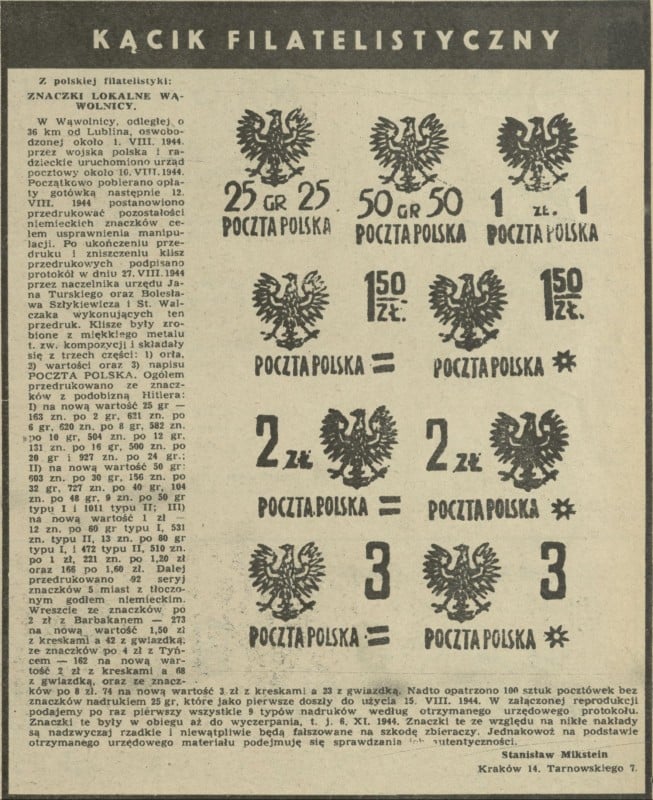 KĄCIK FILATELISTYCZNY
Z polskiej filatelistyki:
ZNACZKI LOKALNE WĄ-
WOLNICY.
W Wąwolnicy, odległej o
36 km od Lublina, oswobo-
dzonej około 1. VIII. 1944.
przez wojska polska i ra-
dzieckie uruchomiono urząd
pocztowy około 16. VIII. 1944.
Początkowo pobierano opła-
ty gotówką następnie 12.
VIII. 1944 postanowiono
przedrukować pozostałości
niemieckich znaczków ce-
lem usprawnienia manipu-
lacji. Po ukończeniu prze-
druku i zniszczeniu klisz
przedrukowych podpisano
protokół w dniu 27. VIII. 1944
przez naczelnika urzędu Ja-
na Turskiego oraz Bolesła-
wa Szłykiewicza i St. Wal-
czaka wykonujących ten
przedruk. Klisze były zro-
bione z miękkiego metalu
t. zw. kompozycji i składały
się z trzech części: 1) orła,
2) wartości oraz 3) napisu
POCZTA POLSKA. Ogółem
przedrukowano ze znacz-
ków z podobizną Hitlera:
I) na nową wartość 25 gr —
163 zn. po 2 gr, 621 zn. po
6 gr, 620 zn. po 8 gr, 582 zn.
po 10 gr, 504 zn. po 12 gr,
131 zn. po 16 gr, 500 zn. po
20 gr i 927 zn. po 24 gr.;
II) na nową wartość 50 gr:
603 zn. po 30 gr, 156 zn. po
32 gr, 727 zn. po 40 gr, 104
zn. po 48 gr, 9 zn. po 50 gr
typu I i 1011 typu II; III)
na nową wartość 1 zł —
12 zn. po 60 gr typu I, 531
zn. typu II, 13 zn. po 80 gr
typu I, i 472 typu II, 510 zn.
po 1 zł, 221 zn. po 1,20 zł
oraz 166 po 1,60 zł. Dalej
przedrukowano 92 seryj
znaczków 5 miast z tłoczo-
nym godłem niemieckim.
Wreszcie ze znaczków po
2 zł z Barbakanem — 273
na nową wartość 1,50 zł
z kreskami a 42 z gwiazdką,
ze znaczków po 4 zł z Tyń-
cem — 162 na nową war-
tość 2 zł z kreskami a 68
z gwiazdką, oraz ze znacz-
ków po 8 zł. 74 na nową wartość 3 zł z kreskami a 23 z gwiazdką. Nadto opatrzono 100 sztuk pocztówek bez
znaczków nadrukiem 25 gr, które jako pierwsze doszły do użycia 15. VIII. 1944. W załączonej reprodukcji
podajemy po raz pierwszy wszystkie 9 typów nadruków według otrzymanego urzędowego protokołu.
Znaczki te były w obiegu aż do wyczerpania, t. j. 6. XI. 1944. Znaczki te ze względu na nikłe nakłady
są nadzwyczaj rzadkie i niewątpliwie będą fałszowane na szkodę zbieraczy. Jednakowoż na podstawie
otrzymanego urzędowego materiału podejmuję się sprawdzania ich autentyczności.
Stanisław Mikstein
Kraków 14. Tarnowskiego 7.
25 GR 25
POCZTA POLSKA
50 GR 50
POCZTA POLSKA
1 ZŁ. 1
POCZTA POLSKA
1 50 ZŁ.
POCZTA POLSKA =
1 50 ZŁ.
POCZTA POLSKA *
2 ZŁ
POCZTA POLSKA =
2 ZŁ
POCZTA POLSKA *
3
POCZTA POLSKA =
3
POCZTA POLSKA *